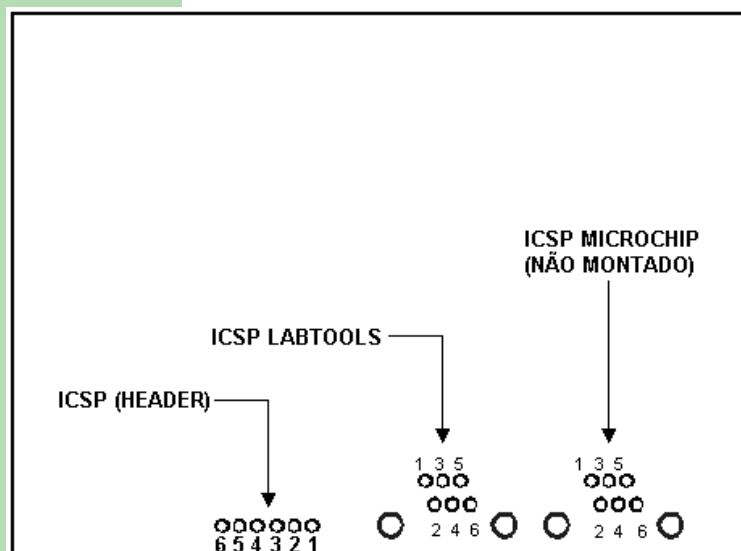 ICSP MICROCHIP
(NÃO MONTADO)
ICSP LABTOOLS
ICSP (HEADER)
1 3 5
1 3 5
2 4 6
2 4 6
6 5 4 3 2 1